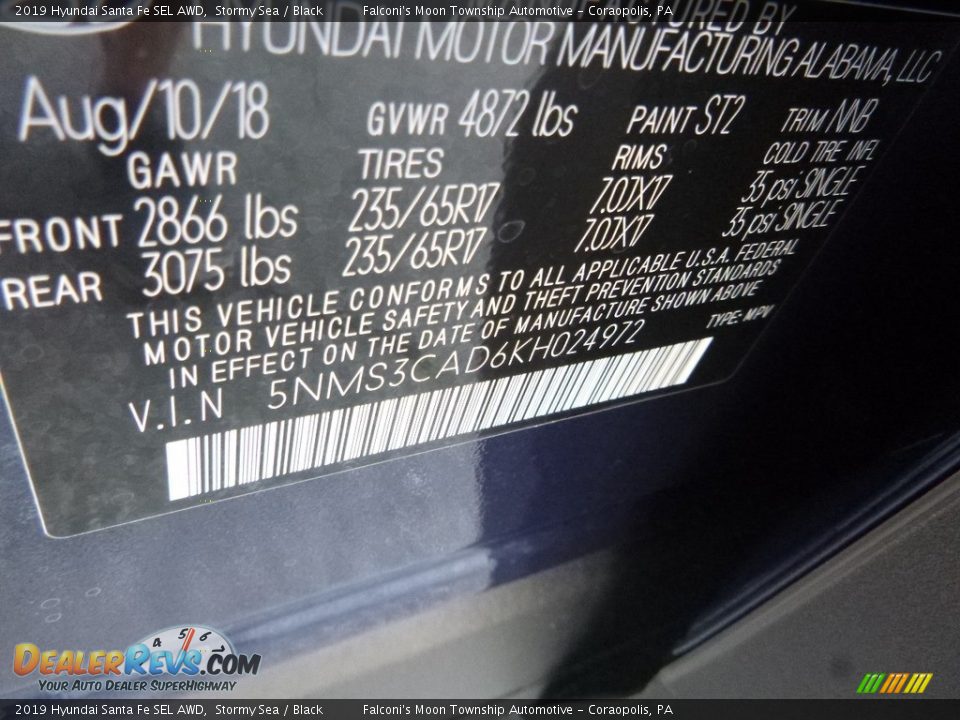 2019 Hyundai Santa Fe SEL AWD, Stormy Sea / Black Falconi's Moon Township Automotive - Coraopolis, PA
BY
HYUNDAI MOTOR MANUFACTURING ALABAMA, LLC
Aug/10/18 GVWR 4872 lbs PAINT ST2 TRIM NNB
GAWR TIRES RIMS COLD TIRE INFL
FRONT 2866 lbs 235/65R17 7.0JX17 35 psi SINGLE
REAR 3075 lbs 235/65R17 7.0JX17 35 psi SINGLE
THIS VEHICLE CONFORMS TO ALL APPLICABLE U.S.A. FEDERAL
MOTOR VEHICLE SAFETY AND THEFT PREVENTION STANDARDS
IN EFFECT ON THE DATE OF MANUFACTURE SHOWN ABOVE
V.I.N 5NMS3CAD6KH024972 TYPE: MPV
4 5 6
DealerRevs.com
Your Auto Dealer SuperHighway
2019 Hyundai Santa Fe SEL AWD, Stormy Sea / Black Falconi's Moon Township Automotive - Coraopolis, PA